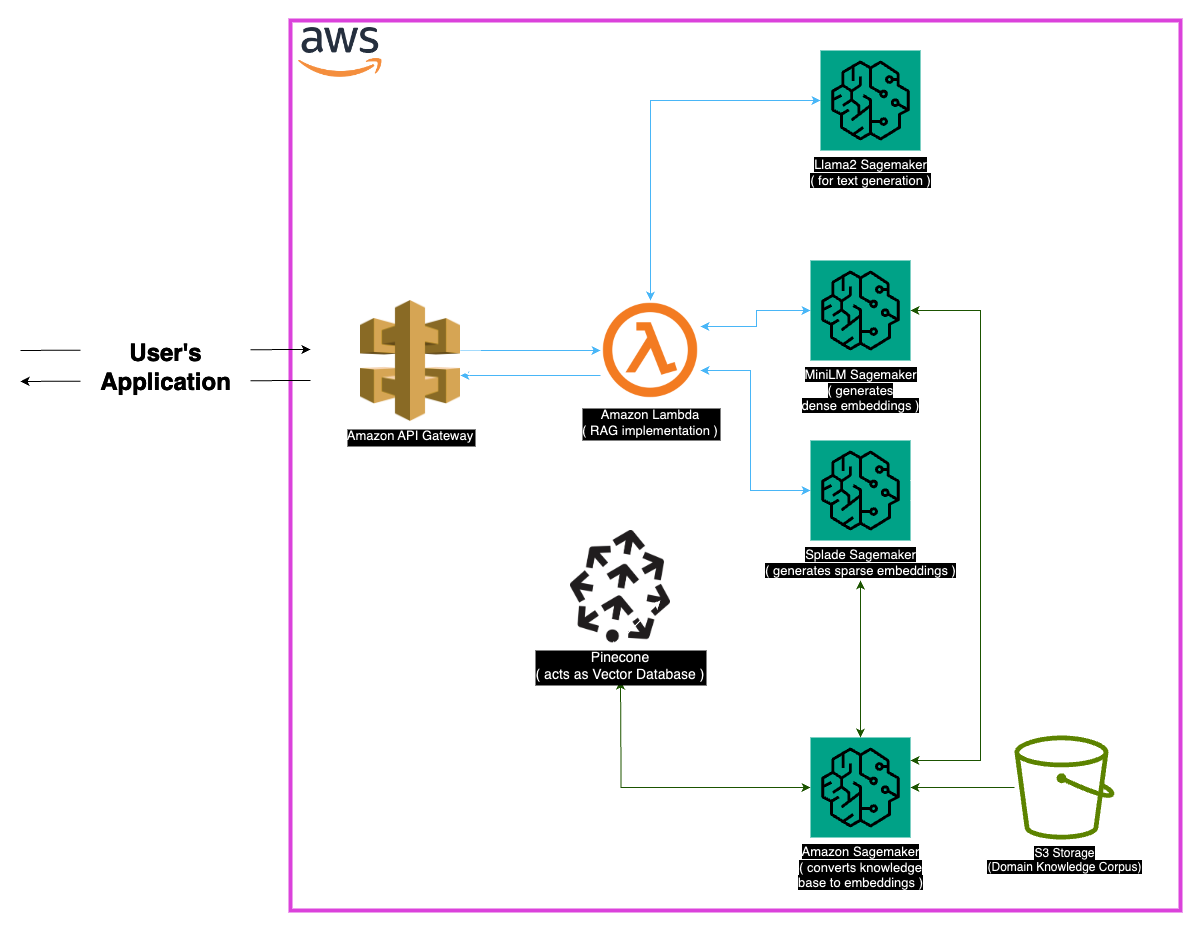 aws
Llama2 Sagemaker
( for text generation )
User's
Application
Amazon API Gateway
Amazon Lambda
( RAG implementation )
MiniLM Sagemaker
( generates
dense embeddings )
Splade Sagemaker
( generates sparse embeddings )
Pinecone
( acts as Vector Database )
Amazon Sagemaker
( converts knowledge
base to embeddings )
S3 Storage
(Domain Knowledge Corpus)